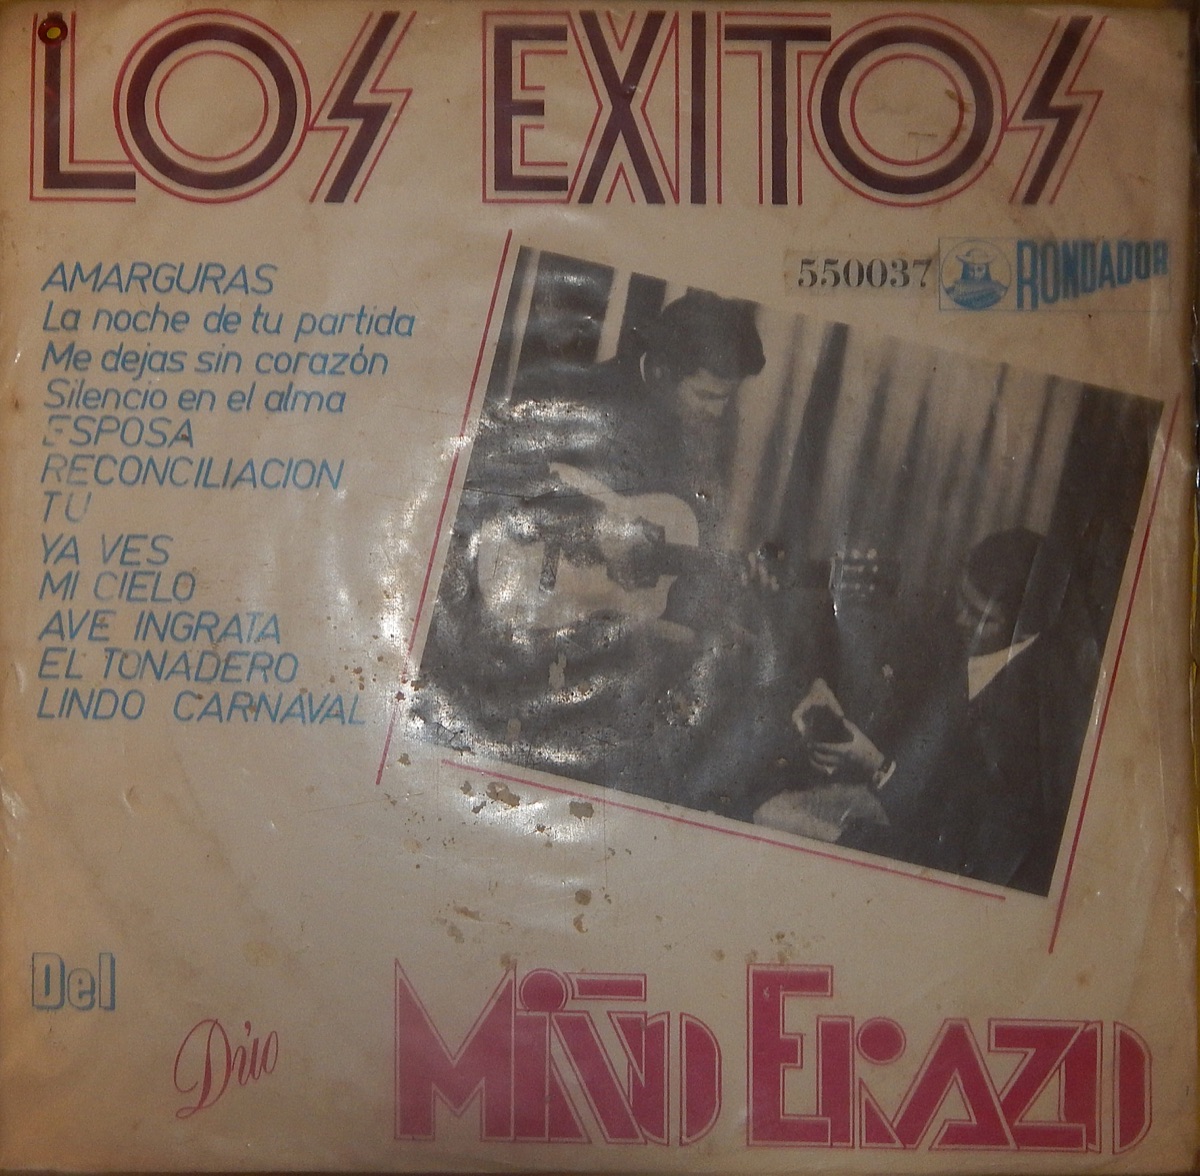 LOS EXITOS
550037 RONDADOR
AMARGURAS
La noche de tu partida
Me dejas sin corazón
Silencio en el alma
ESPOSA
RECONCILIACION
TU
YA VES
MI CIELO
AVE INGRATA
EL TONADERO
LINDO CARNAVAL
Del
Dúo
MIÑO ERAZO